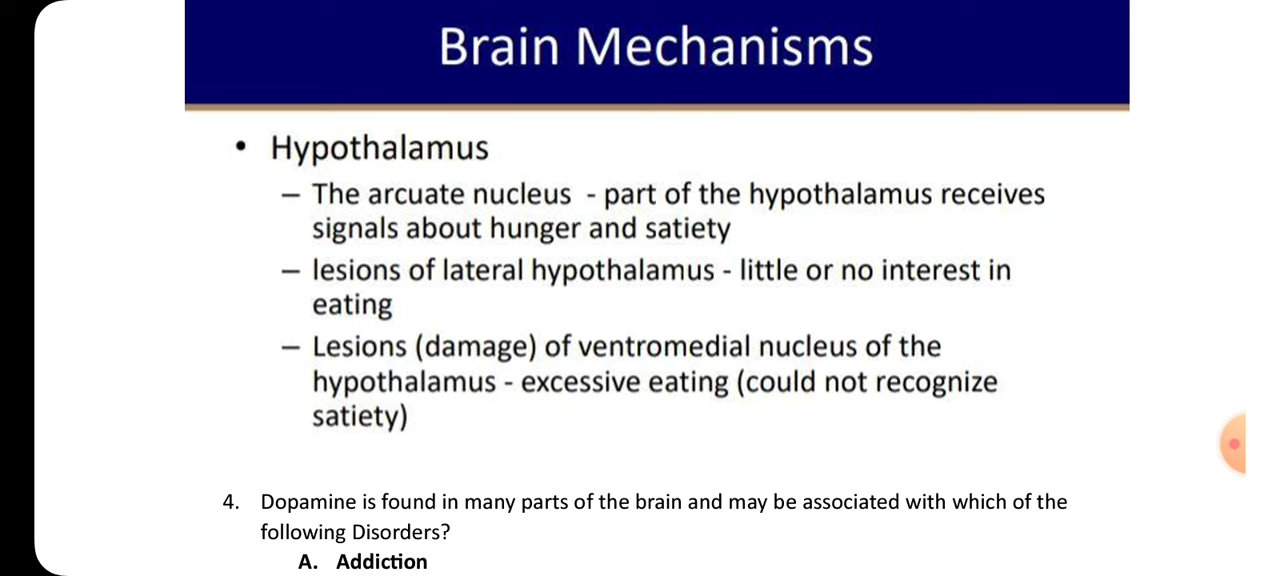 Brain Mechanisms
• Hypothalamus
– The arcuate nucleus - part of the hypothalamus receives
signals about hunger and satiety
– lesions of lateral hypothalamus - little or no interest in
eating
– Lesions (damage) of ventromedial nucleus of the
hypothalamus - excessive eating (could not recognize
satiety)
4. Dopamine is found in many parts of the brain and may be associated with which of the
following Disorders?
A. Addiction